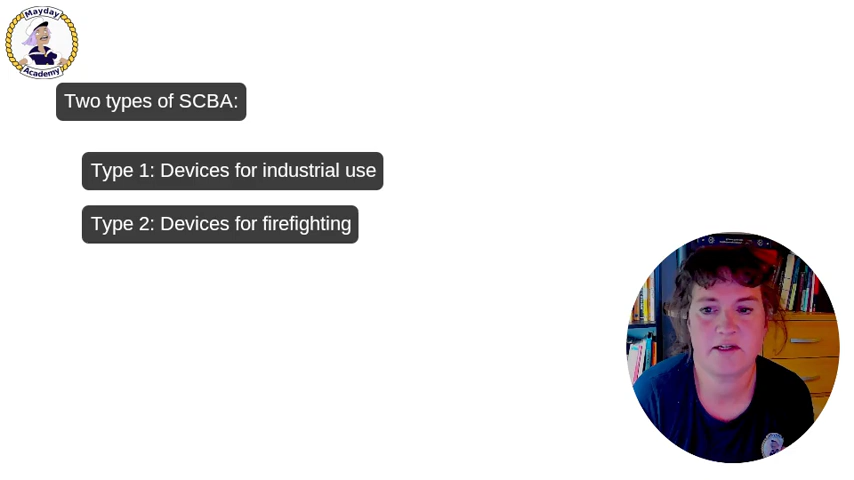 Mayday
Academy
Two types of SCBA:
Type 1: Devices for industrial use
Type 2: Devices for firefighting